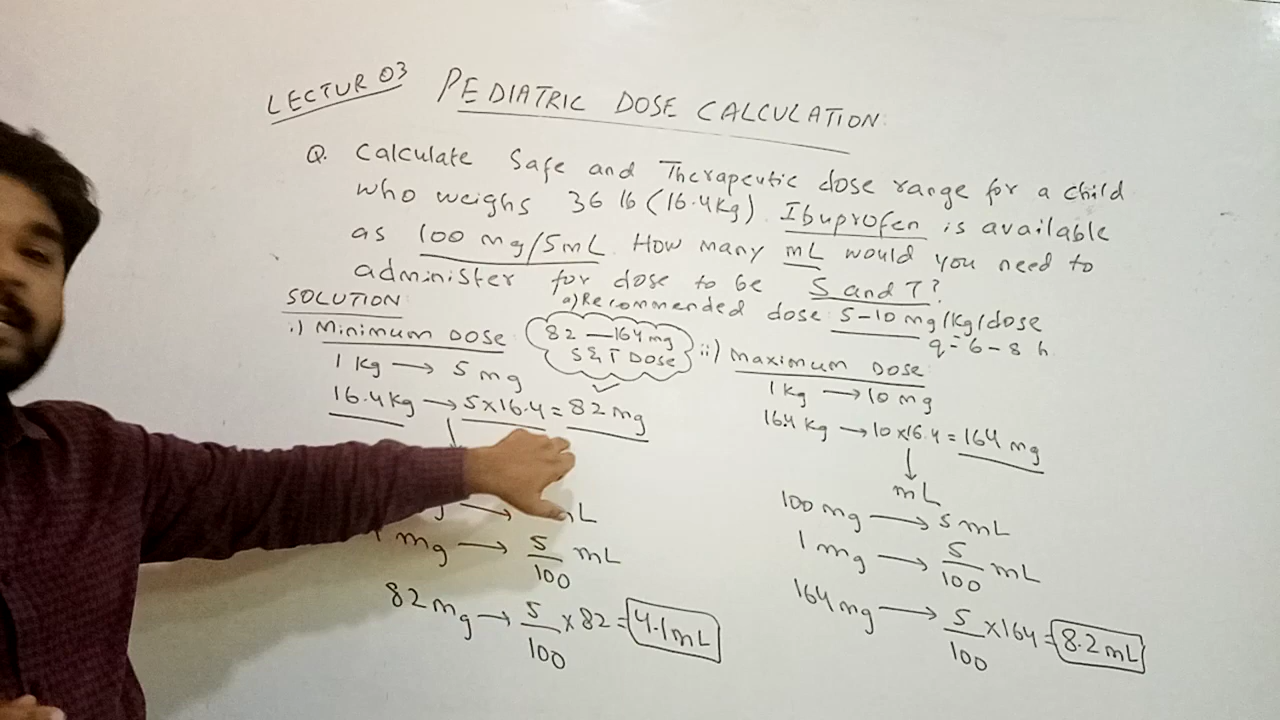 LECTUR 03 PEDIATRIC DOSE CALCULATION:
Q. Calculate Safe and Therapeutic dose range for a child
who weighs 36 lb (16.4Kg). Ibuprofen is available
as 100 mg/5mL. How many mL would you need to
administer for dose to be S and T?
SOLUTION:
a) Recommended dose: 5-10 mg/Kg/dose
q= 6-8 h
i) Minimum DOSE:
1 Kg → 5 mg
16.4 Kg → 5×16.4 = 82 mg
82 — 164 mg
S & T DOSE
mL
1 mg → 5/100 mL
82 mg → 5/100 ×82 = 4.1mL
ii) Maximum DOSE:
1 Kg → 10 mg
16.4 Kg → 10×16.4 = 164 mg
↓
mL
100 mg → 5 mL
1 mg → 5/100 mL
164 mg → 5/100 ×164 = 8.2 mL